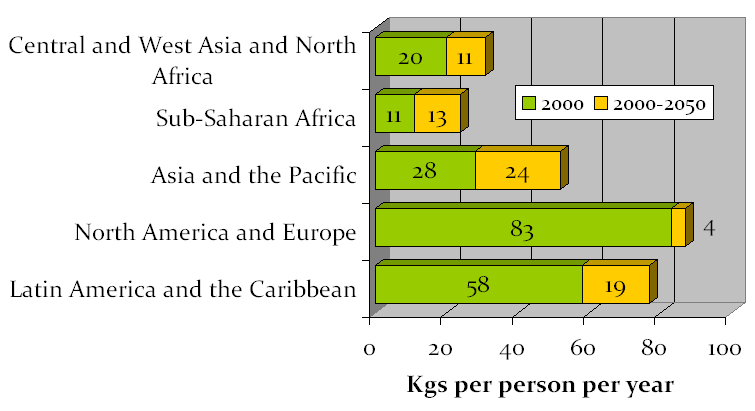 Central and West Asia and North
Africa
20
11
2000
2000-2050
Sub-Saharan Africa
11
13
Asia and the Pacific
28
24
North America and Europe
83
4
Latin America and the Caribbean
58
19
0
20
40
60
80
100
Kgs per person per year